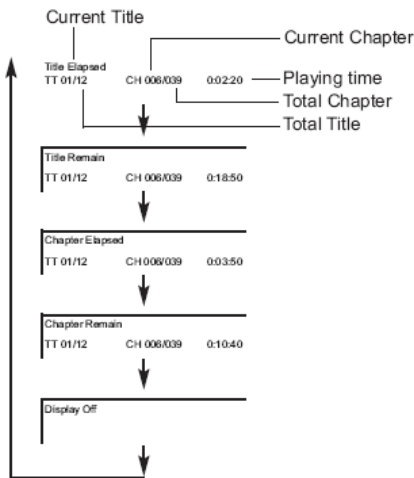 Current Title
Current Chapter
Title Elapsed
TT 01/12 CH 006/039 0:02:20 Playing time
Total Chapter
Total Title
Title Remain
TT 01/12 CH 006/039 0:18:50
Chapter Elapsed
TT 01/12 CH 006/039 0:03:50
Chapter Remain
TT 01/12 CH 006/039 0:10:40
Display Off